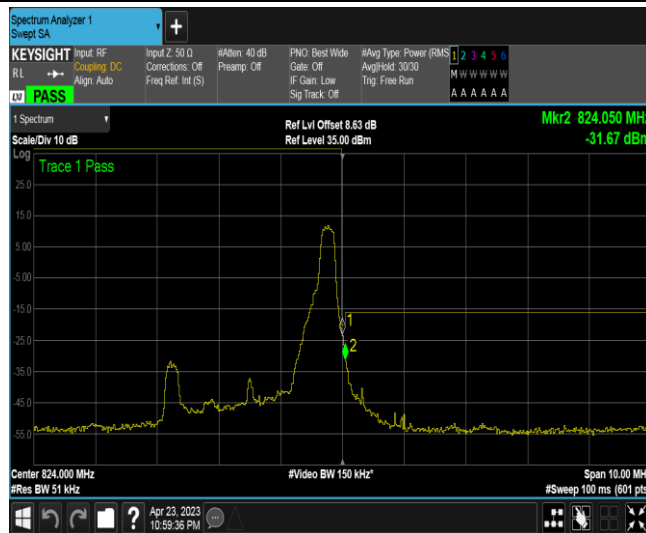 Spectrum Analyzer 1
Swept SA
+
KEYSIGHT
RL
LXI PASS
Input: RF
Coupling: DC
Align: Auto
Input Z: 50 Ω
Corrections: Off
Freq Ref: Int (S)
#Atten: 40 dB
Preamp: Off
PNO: Best Wide
Gate: Off
IF Gain: Low
Sig Track: Off
#Avg Type: Power (RMS
Avg|Hold: 30/30
Trig: Free Run
1 2 3 4 5 6
M W W W W W
A A A A A A
1 Spectrum
Scale/Div 10 dB
Ref Lvl Offset 8.63 dB
Ref Level 35.00 dBm
Mkr2 824.050 MHz
-31.67 dBm
Log
Trace 1 Pass
25.0
15.0
5.00
-5.00
-15.0
1
-25.0
2
-35.0
-45.0
-55.0
Center 824.000 MHz
#Res BW 51 kHz
#Video BW 150 kHz*
Span 10.00 MH
#Sweep 100 ms (601 pts
?
Apr 23, 2023
10:59:36 PM